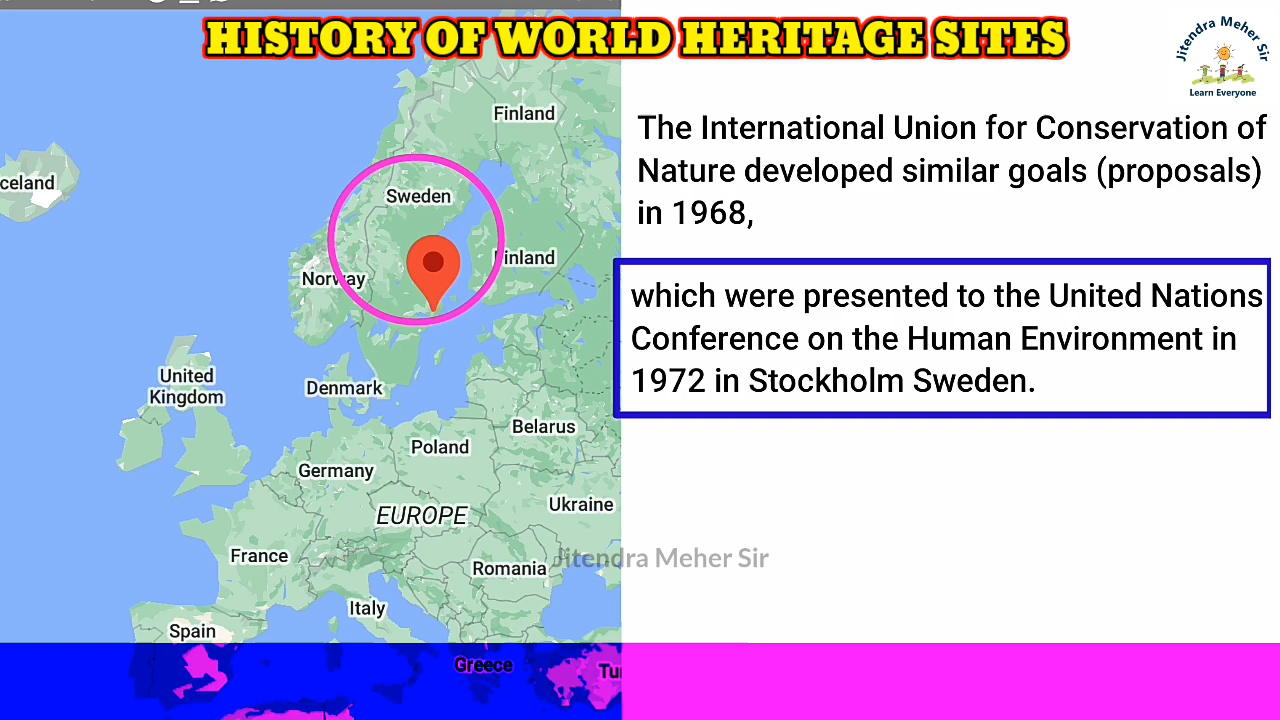 HISTORY OF WORLD HERITAGE SITES
Jitendra Meher Sir
Learn Everyone
The International Union for Conservation of
Nature developed similar goals (proposals)
in 1968,
which were presented to the United Nations
Conference on the Human Environment in
1972 in Stockholm Sweden.
Finland
celand
Sweden
Finland
Norway
United
Kingdom
Denmark
Belarus
Poland
Germany
Ukraine
EUROPE
France
Romania
Jitendra Meher Sir
Italy
Spain
Greece
Tu